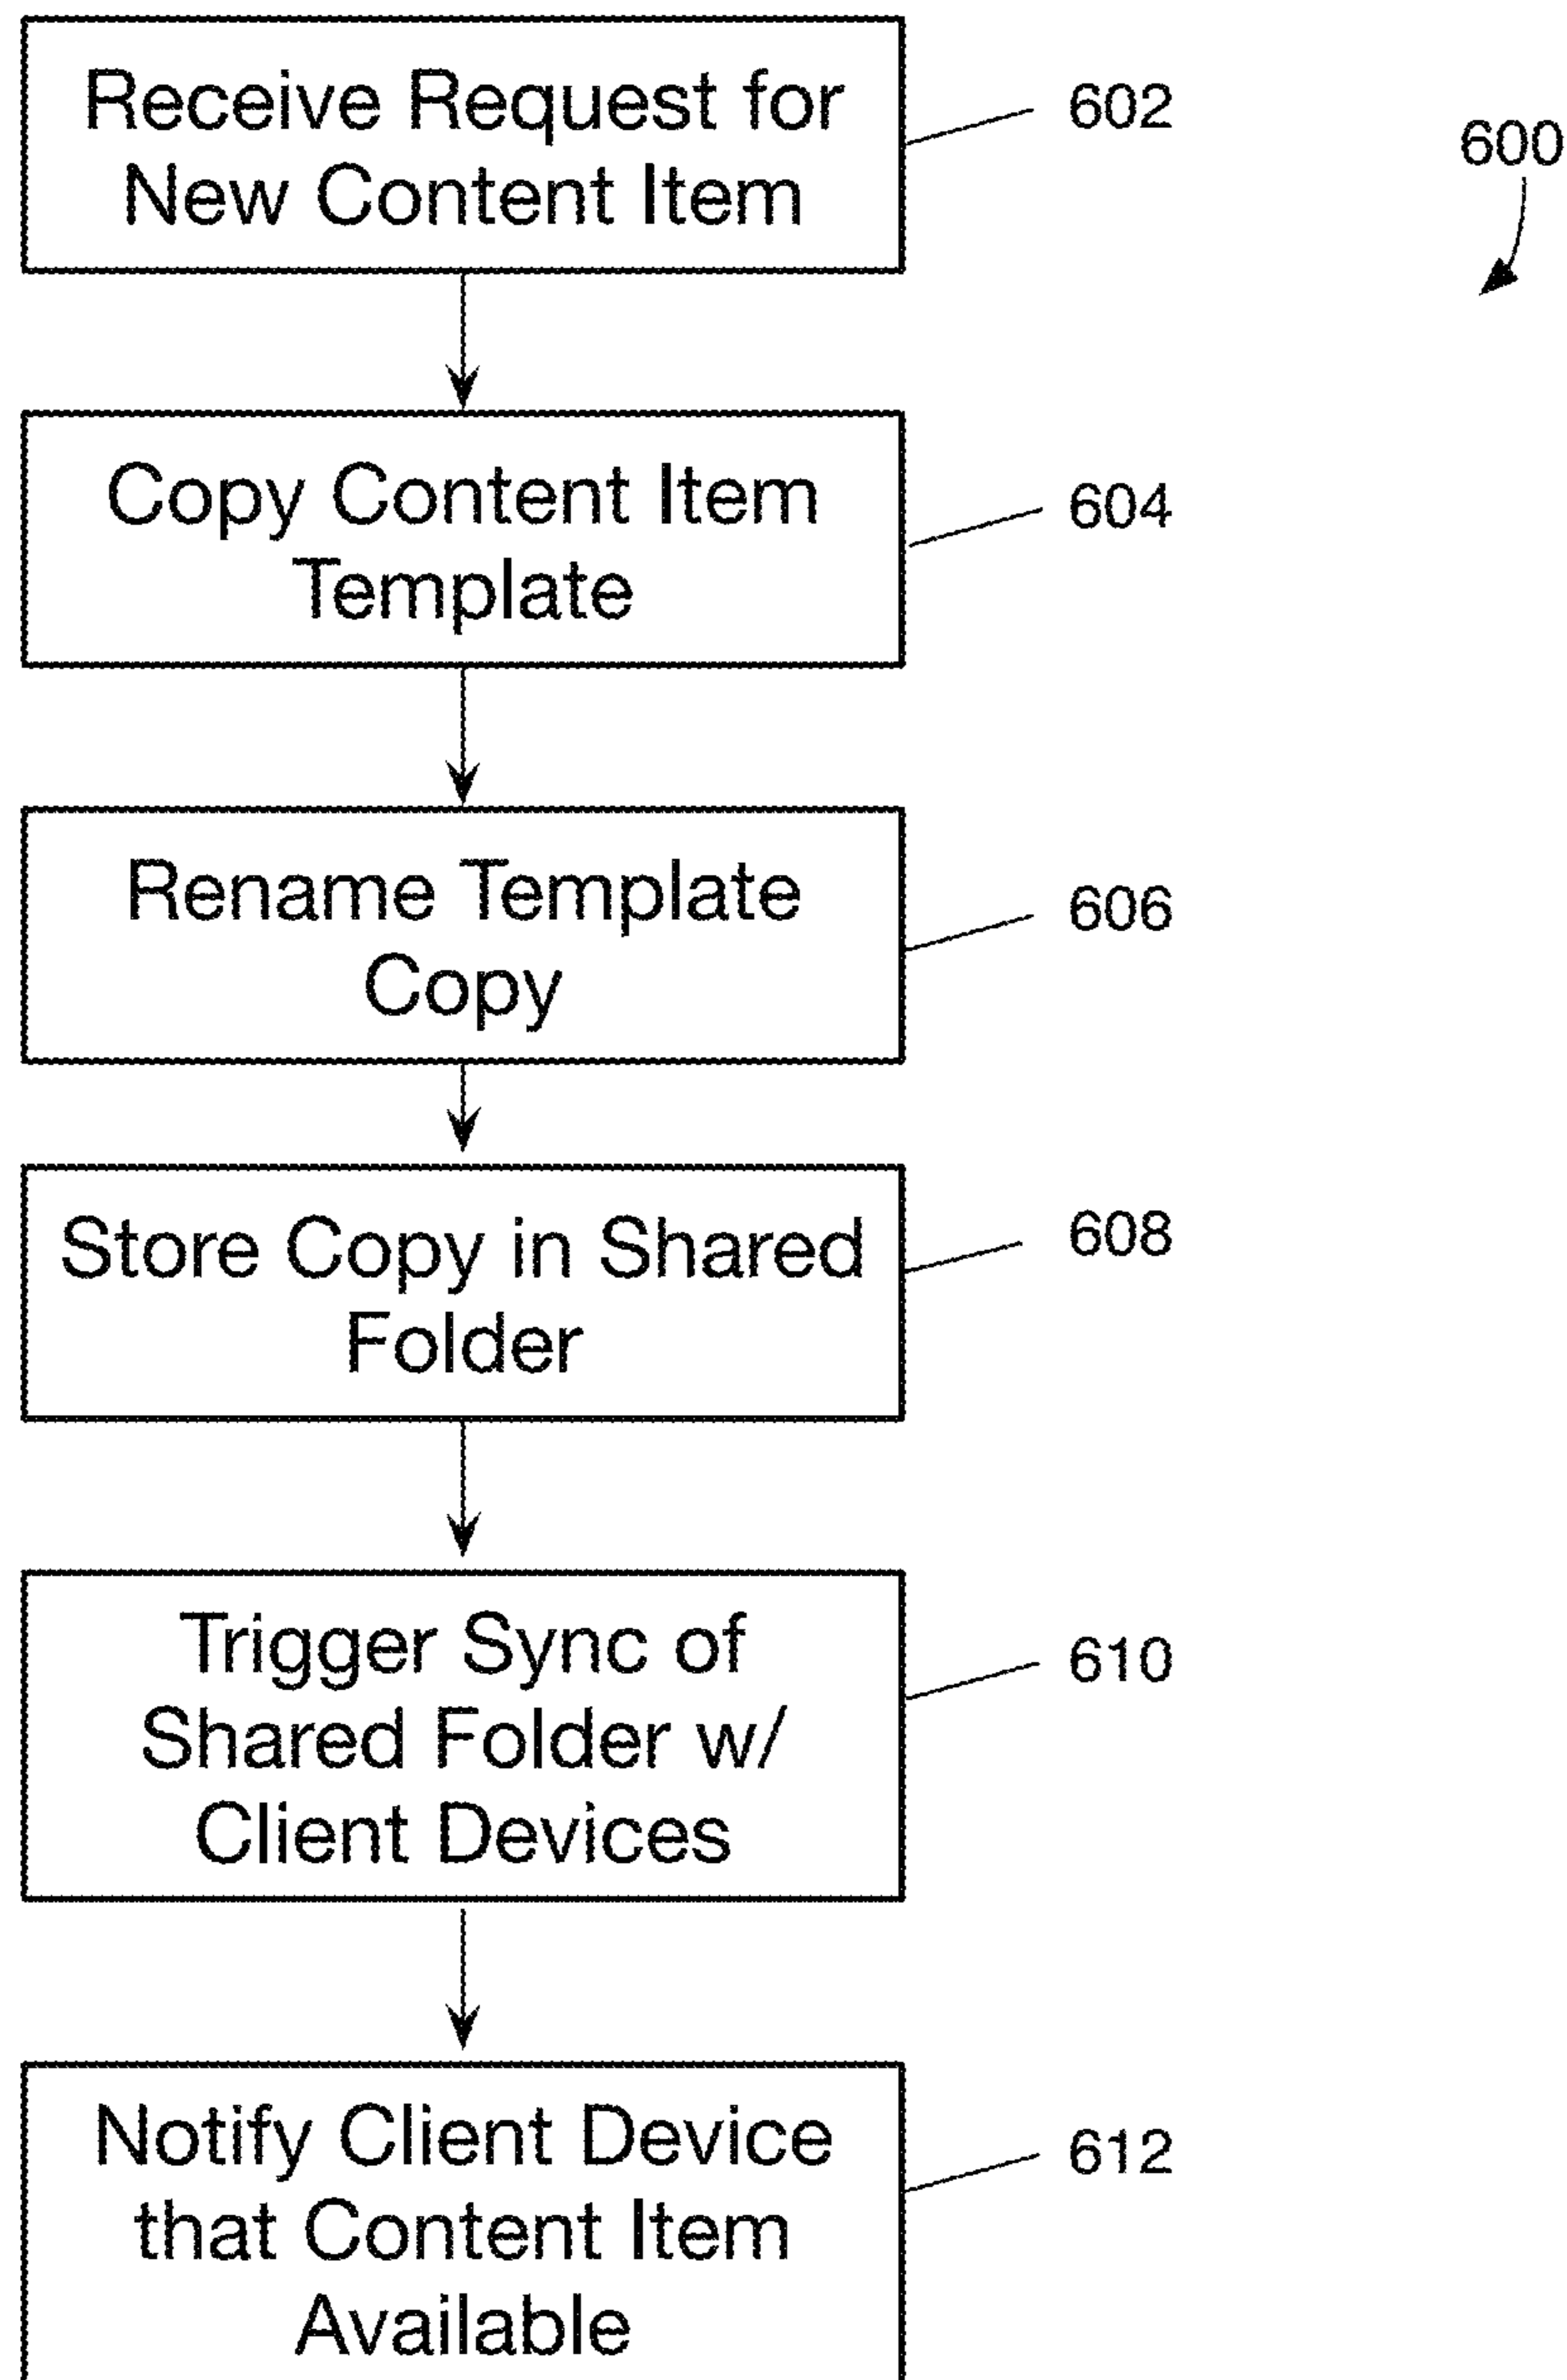 Receive Request for
New Content Item
602
600
Copy Content Item
Template
604
Rename Template
Copy
606
Store Copy in Shared
Folder
608
Trigger Sync of
Shared Folder w/
Client Devices
610
Notify Client Device
that Content Item
Available
612